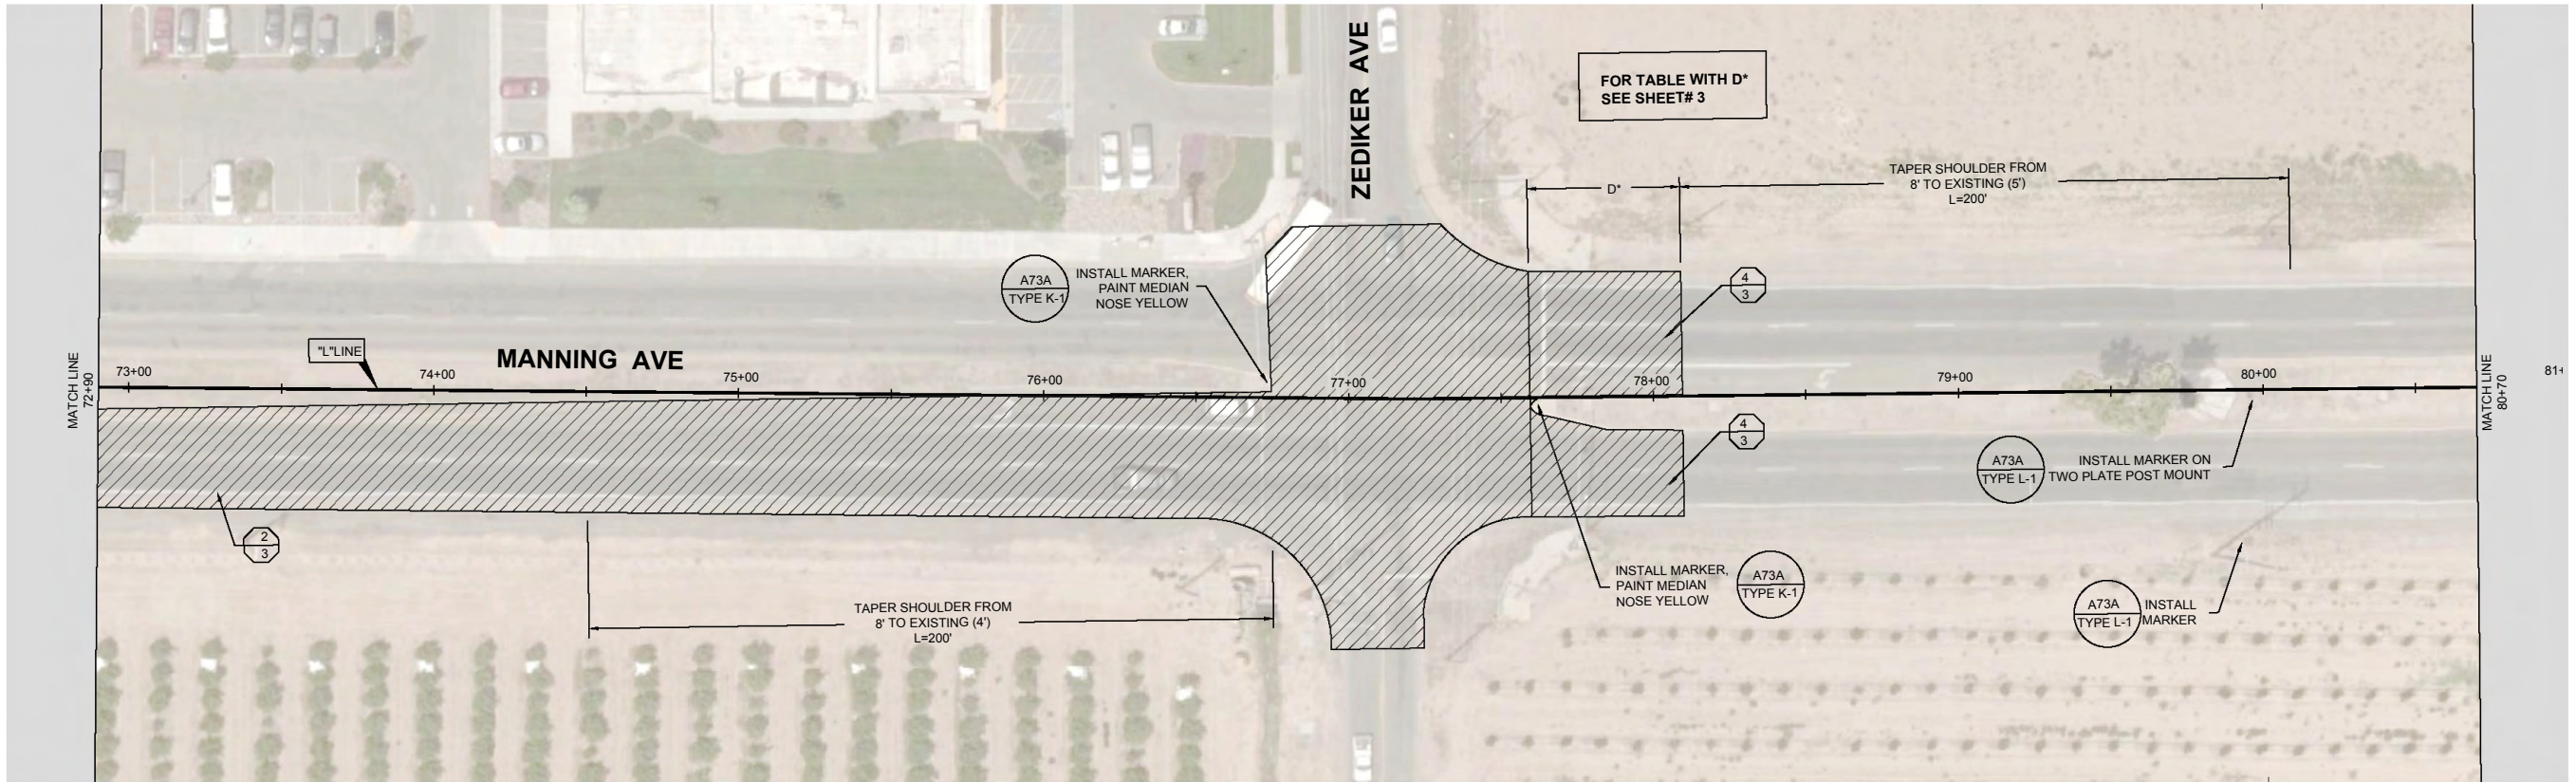 ZEDIKER AVE
FOR TABLE WITH D*
SEE SHEET# 3
D*
TAPER SHOULDER FROM
8' TO EXISTING (5')
L=200'
A73A
TYPE K-1
INSTALL MARKER,
PAINT MEDIAN
NOSE YELLOW
4
3
"L"LINE
MANNING AVE
MATCH LINE
72+90
73+00
74+00
75+00
76+00
77+00
78+00
79+00
80+00
MATCH LINE
80+70
81+
4
3
A73A
TYPE L-1
INSTALL MARKER ON
TWO PLATE POST MOUNT
2
3
TAPER SHOULDER FROM
8' TO EXISTING (4')
L=200'
INSTALL MARKER,
PAINT MEDIAN
NOSE YELLOW
A73A
TYPE K-1
A73A
TYPE L-1
INSTALL
MARKER